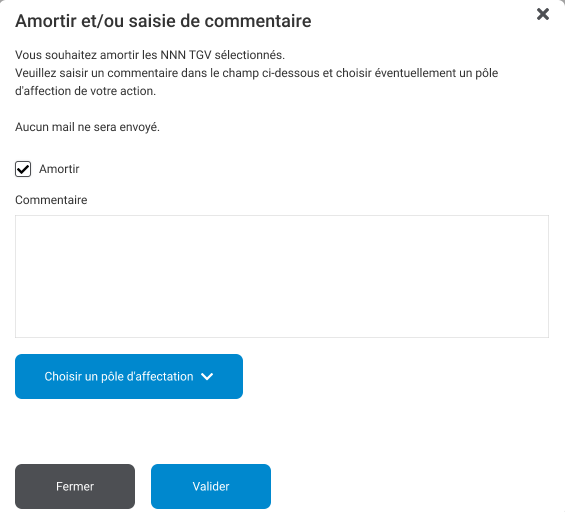 Amortir et/ou saisie de commentaire
Vous souhaitez amortir les NNN TGV sélectionnés.
Veuillez saisir un commentaire dans le champ ci-dessous et choisir éventuellement un pôle
d'affection de votre action.
Aucun mail ne sera envoyé.
Amortir
Commentaire
Choisir un pôle d'affectation
Fermer
Valider